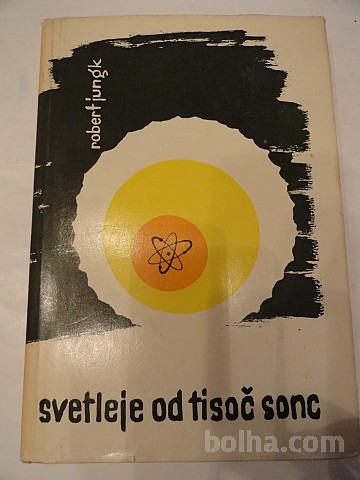 robert jungk
svetleje od tisoč sonc
bolha.com